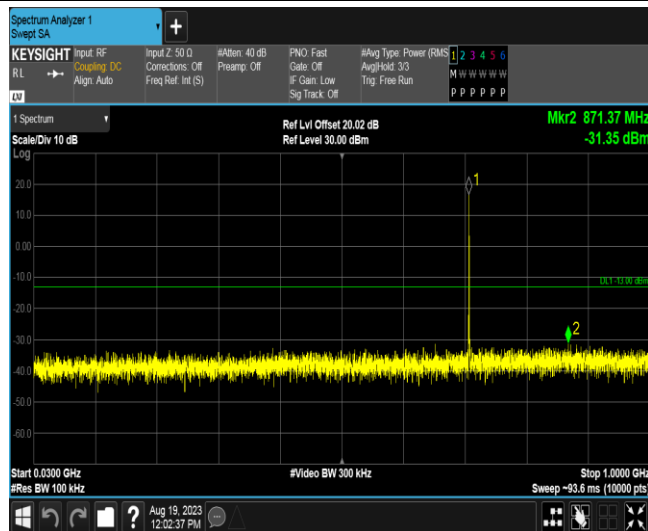 Spectrum Analyzer 1
Swept SA
+
KEYSIGHT
RL
LXI
Input: RF
Coupling: DC
Align: Auto
Input Z: 50 Ω
Corrections: Off
Freq Ref: Int (S)
#Atten: 40 dB
Preamp: Off
PNO: Fast
Gate: Off
IF Gain: Low
Sig Track: Off
#Avg Type: Power (RMS
Avg|Hold: 3/3
Trig: Free Run
1 2 3 4 5 6
M W W W W W
P P P P P P
1 Spectrum
Scale/Div 10 dB
Log
Ref Lvl Offset 20.02 dB
Ref Level 30.00 dBm
Mkr2 871.37 MHz
-31.35 dBm
20.0
10.0
0.00
-10.0
-20.0
-30.0
-40.0
-50.0
-60.0
1
DL1 -13.00 dBm
2
Start 0.0300 GHz
#Res BW 100 kHz
#Video BW 300 kHz
Stop 1.0000 GHz
Sweep ~93.6 ms (10000 pts)
?
Aug 19, 2023
12:02:37 PM